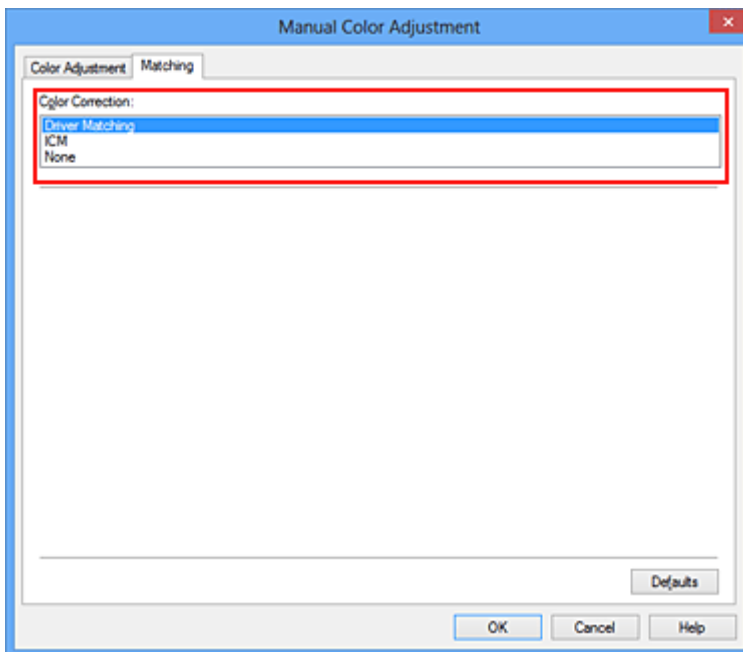 Manual Color Adjustment
Color Adjustment Matching
Color Correction:
Driver Matching
ICM
None
Defaults
OK Cancel Help